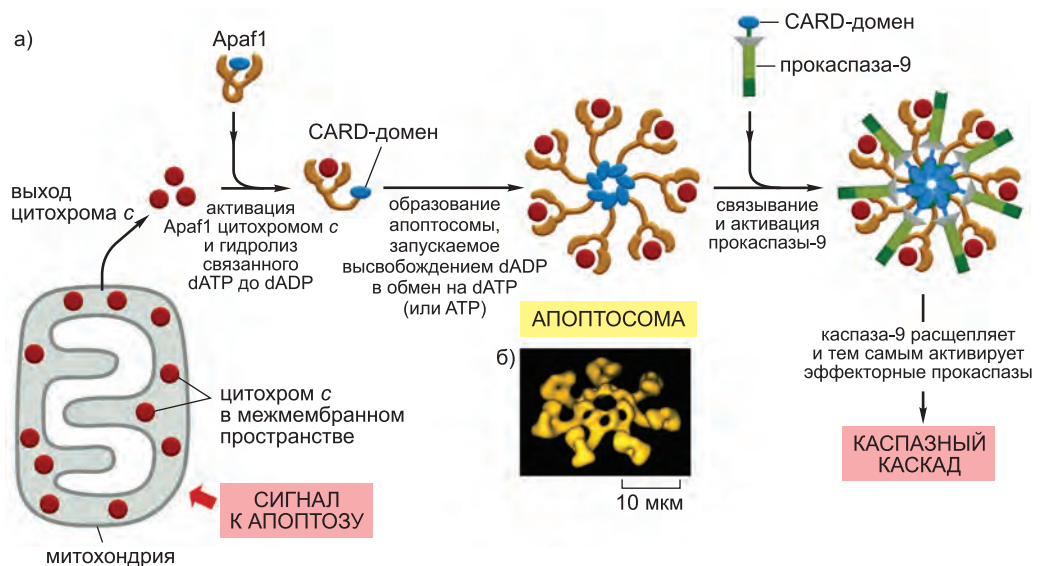 а)
Apaf1
CARD-домен
выход
цитохрома с
активация
Apaf1 цитохромом с
и гидролиз
связанного
dATP до dADP
образование
апоптосомы,
запускаемое
высвобождением dADP
в обмен на dATP
(или ATP)
АПОПТОСОМА
CARD-домен
прокаспаза-9
связывание
и активация
прокаспазы-9
каспаза-9 расщепляет
и тем самым активирует
эффекторные прокаспазы
КАСПАЗНЫЙ
КАСКАД
б)
10 мкм
цитохром с
в межмембранном
пространстве
СИГНАЛ
К АПОПТОЗУ
митохондрия